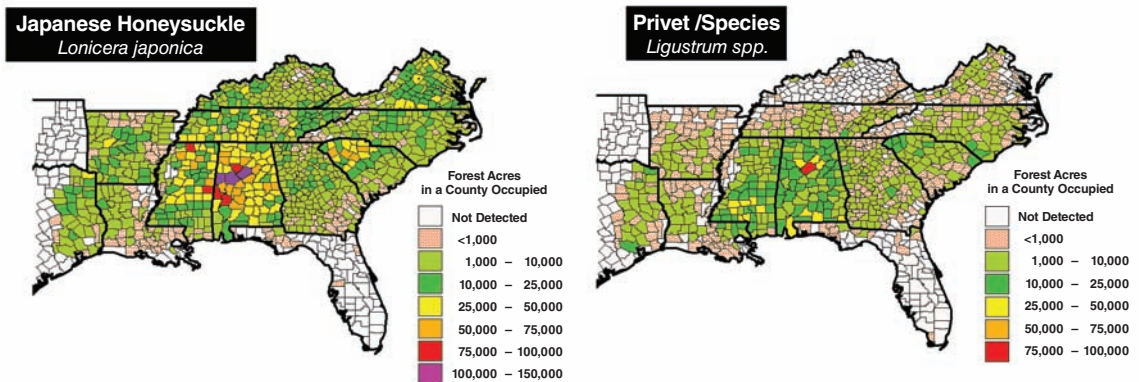 Japanese Honeysuckle
Lonicera japonica
Forest Acres
in a County Occupied
Not Detected
<1,000
1,000 – 10,000
10,000 – 25,000
25,000 – 50,000
50,000 – 75,000
75,000 – 100,000
100,000 – 150,000
Privet /Species
Ligustrum spp.
Forest Acres
in a County Occupied
Not Detected
<1,000
1,000 – 10,000
10,000 – 25,000
25,000 – 50,000
50,000 – 75,000
75,000 – 100,000